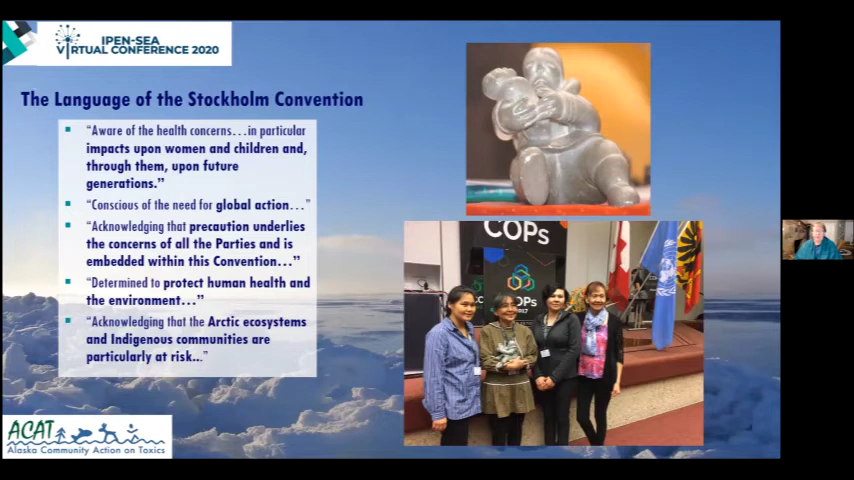 IPEN-SEA
VIRTUAL CONFERENCE 2020
The Language of the Stockholm Convention
“Aware of the health concerns…in particular
impacts upon women and children and,
through them, upon future
generations.”
“Conscious of the need for global action…”
“Acknowledging that precaution underlies
the concerns of all the Parties and is
embedded within this Convention…”
“Determined to protect human health and
the environment…”
“Acknowledging that the Arctic ecosystems
and Indigenous communities are
particularly at risk...”
COPs
COPs
2017
ACAT
Alaska Community Action on Toxics